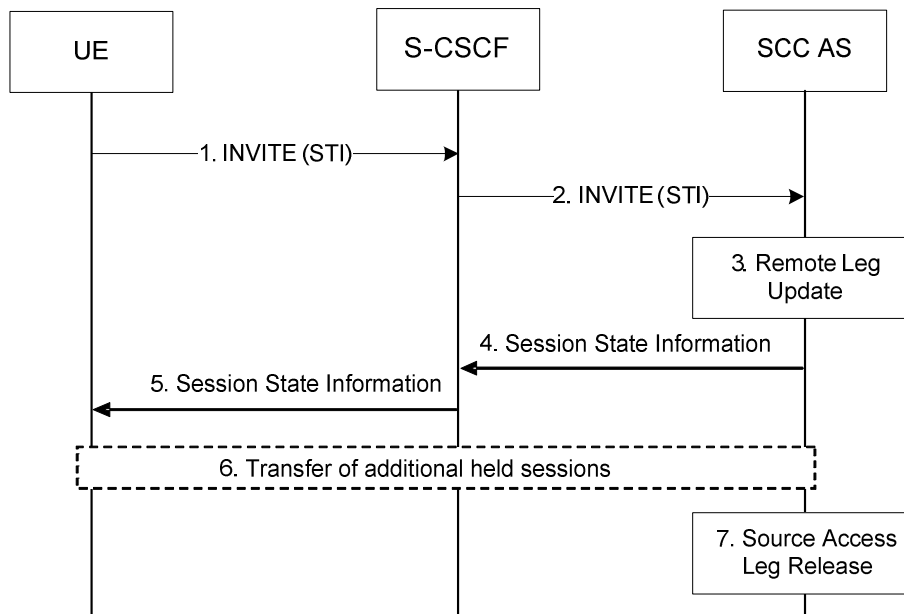 UE
S-CSCF
SCC AS
1. INVITE (STI)
2. INVITE (STI)
3. Remote Leg
Update
4. Session State Information
5. Session State Information
6. Transfer of additional held sessions
7. Source Access
Leg Release